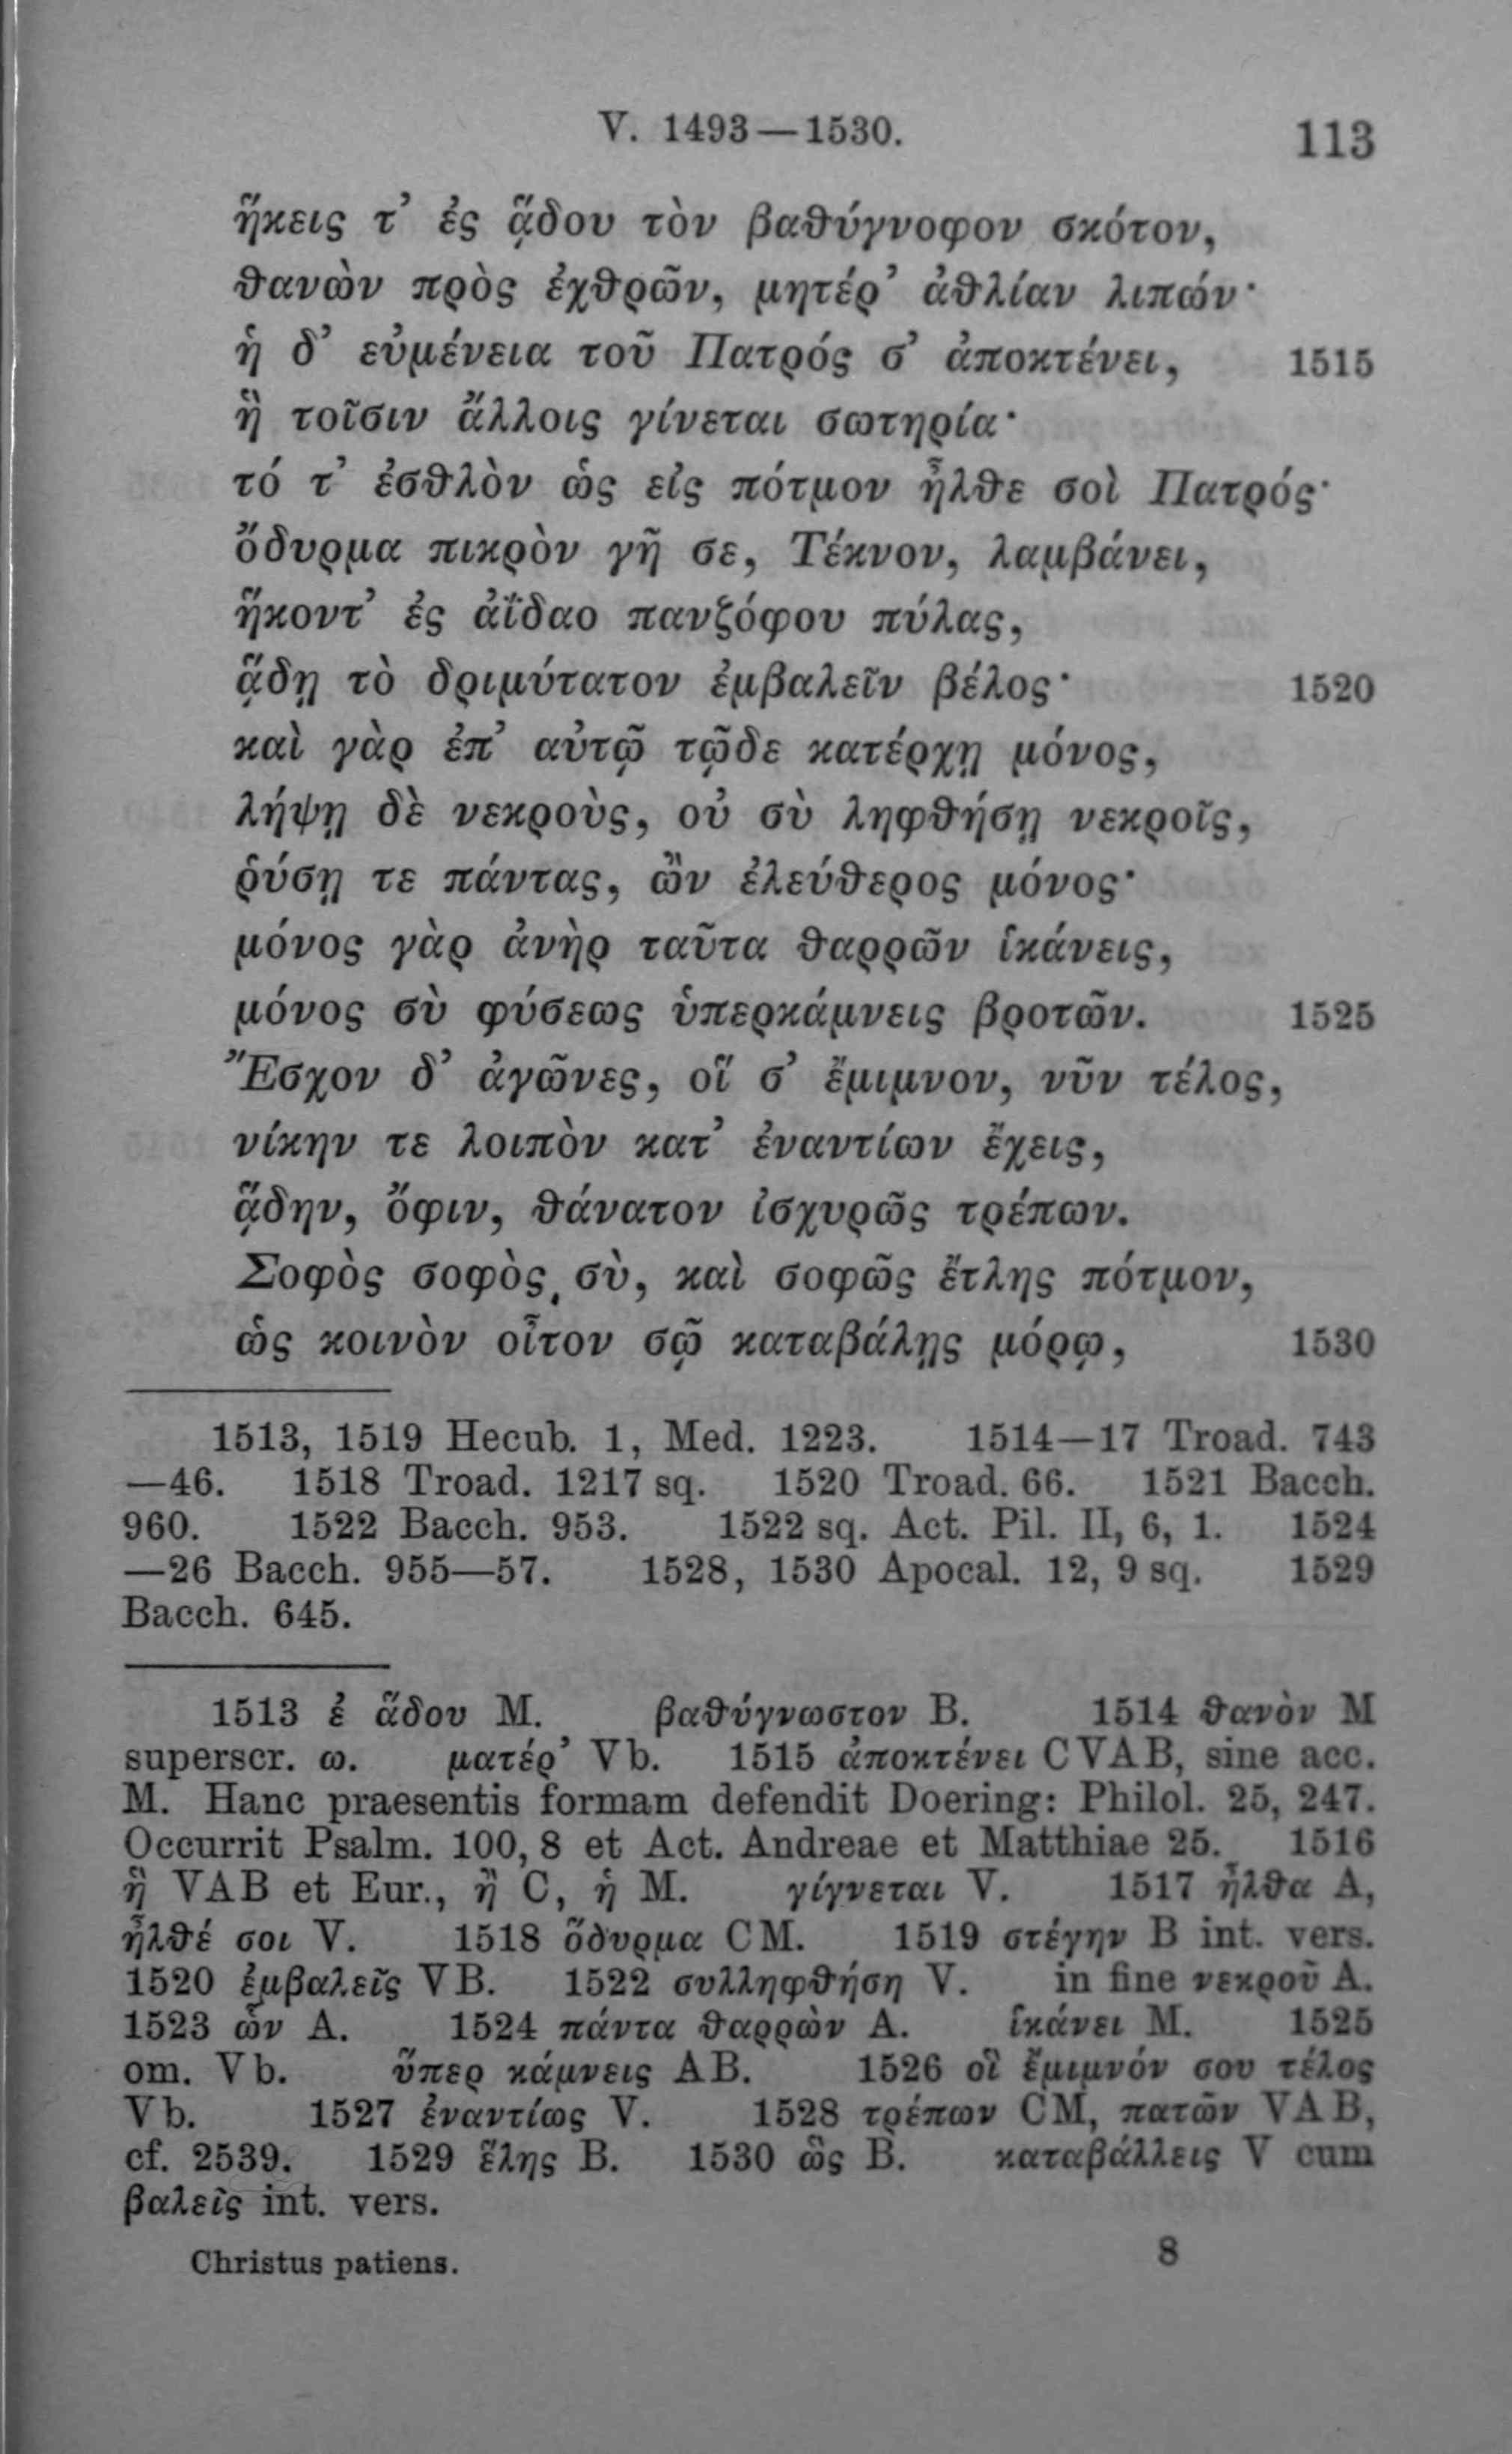 V. 1493—1530. 113
ἥκεις τ’ ἐς ᾅδου τὸν βαθύγνοφον σκότον,
θανὼν πρὸς ἐχθρῶν, μητέρ’ ἀθλίαν λιπών·
ἡ δ’ εὐμένεια τοῦ Πατρός σ’ ἀποκτένει, 1515
ἣ τοῖσιν ἄλλοις γίνεται σωτηρία·
τό τ’ ἐσθλὸν ὡς εἰς πότμον ἦλθε σοὶ Πατρός·
ὄδυρμα πικρὸν γῆ σε, Τέκνον, λαμβάνει,
ἥκοντ’ ἐς ἀΐδαο πανζόφου πύλας,
ᾅδῃ τὸ δριμύτατον ἐμβαλεῖν βέλος· 1520
καὶ γὰρ ἐπ’ αὐτῷ τῷδε κατέρχῃ μόνος,
λήψῃ δὲ νεκροὺς, οὐ σὺ ληφθήσῃ νεκροῖς,
ῥύσῃ τε πάντας, ὢν ἐλεύθερος μόνος·
μόνος γὰρ ἀνὴρ ταῦτα θαρρῶν ἱκάνεις,
μόνος σὺ φύσεως ὑπερκάμνεις βροτῶν. 1525
Ἔσχον δ’ ἀγῶνες, οἵ σ’ ἔμιμνον, νῦν τέλος,
νίκην τε λοιπὸν κατ’ ἐναντίων ἔχεις,
ᾅδην, ὄφιν, θάνατον ἰσχυρῶς τρέπων.
Σοφὸς σοφὸς, σὺ, καὶ σοφῶς ἔτλης πότμον,
ὡς κοινὸν οἶτον σῷ καταβάλῃς μόρῳ, 1530
1513, 1519 Hecub. 1, Med. 1223. 1514—17 Troad. 743
—46. 1518 Troad. 1217 sq. 1520 Troad. 66. 1521 Bacch.
960. 1522 Bacch. 953. 1522 sq. Act. Pil. II, 6, 1. 1524
—26 Bacch. 955—57. 1528, 1530 Apocal. 12, 9 sq. 1529
Bacch. 645.
1513 ἐ ἅδου M. βαθύγνωστον B. 1514 θανὸν M
superscr. ω. ματέρ’ Vb. 1515 ἀποκτένει CVAB, sine acc.
M. Hanc praesentis formam defendit Doering: Philol. 25, 247.
Occurrit Psalm. 100, 8 et Act. Andreae et Matthiae 25. 1516
ἣ VAB et Eur., ἢ C, ἡ M. γίγνεται V. 1517 ἦλθα A,
ἦλθέ σοι V. 1518 ὅδυρμα CM. 1519 στέγην B int. vers.
1520 ἐμβαλεῖς VB. 1522 συλληφθήσῃ V. in fine νεκροῦ A.
1523 ὧν A. 1524 πάντα θαρρὼν A. ἱκάνει M. 1525
om. Vb. ὕπερ κάμνεις AB. 1526 οἳ ἔμιμνόν σου τέλος
Vb. 1527 ἐναντίως V. 1528 τρέπων CM, πατῶν VAB,
cf. 2539. 1529 ἕλης B. 1530 ὣς B. καταβάλλεις V cum
βαλεῖς int. vers.
Christus patiens. 8